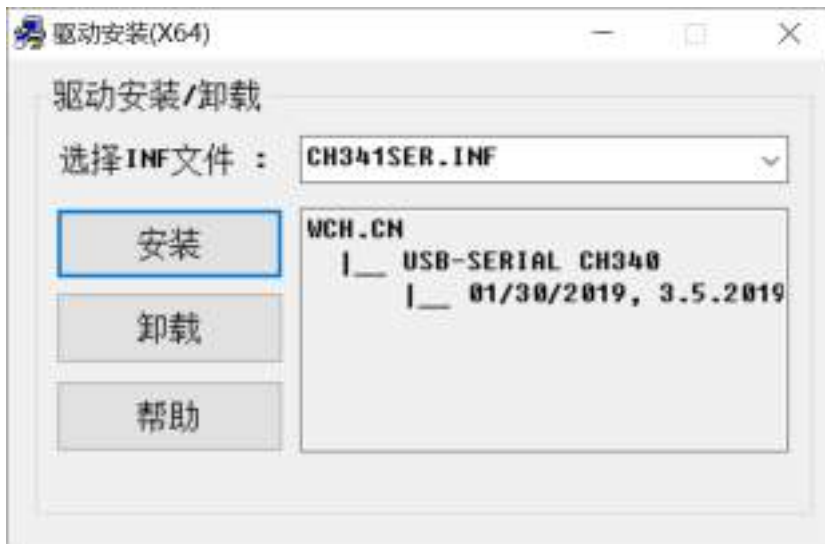 驱动安装(X64)
驱动安装/卸载
选择INF文件 : CH341SER.INF
安装
卸载
帮助
WCH.CN
|__ USB-SERIAL CH340
|__ 01/30/2019, 3.5.2019